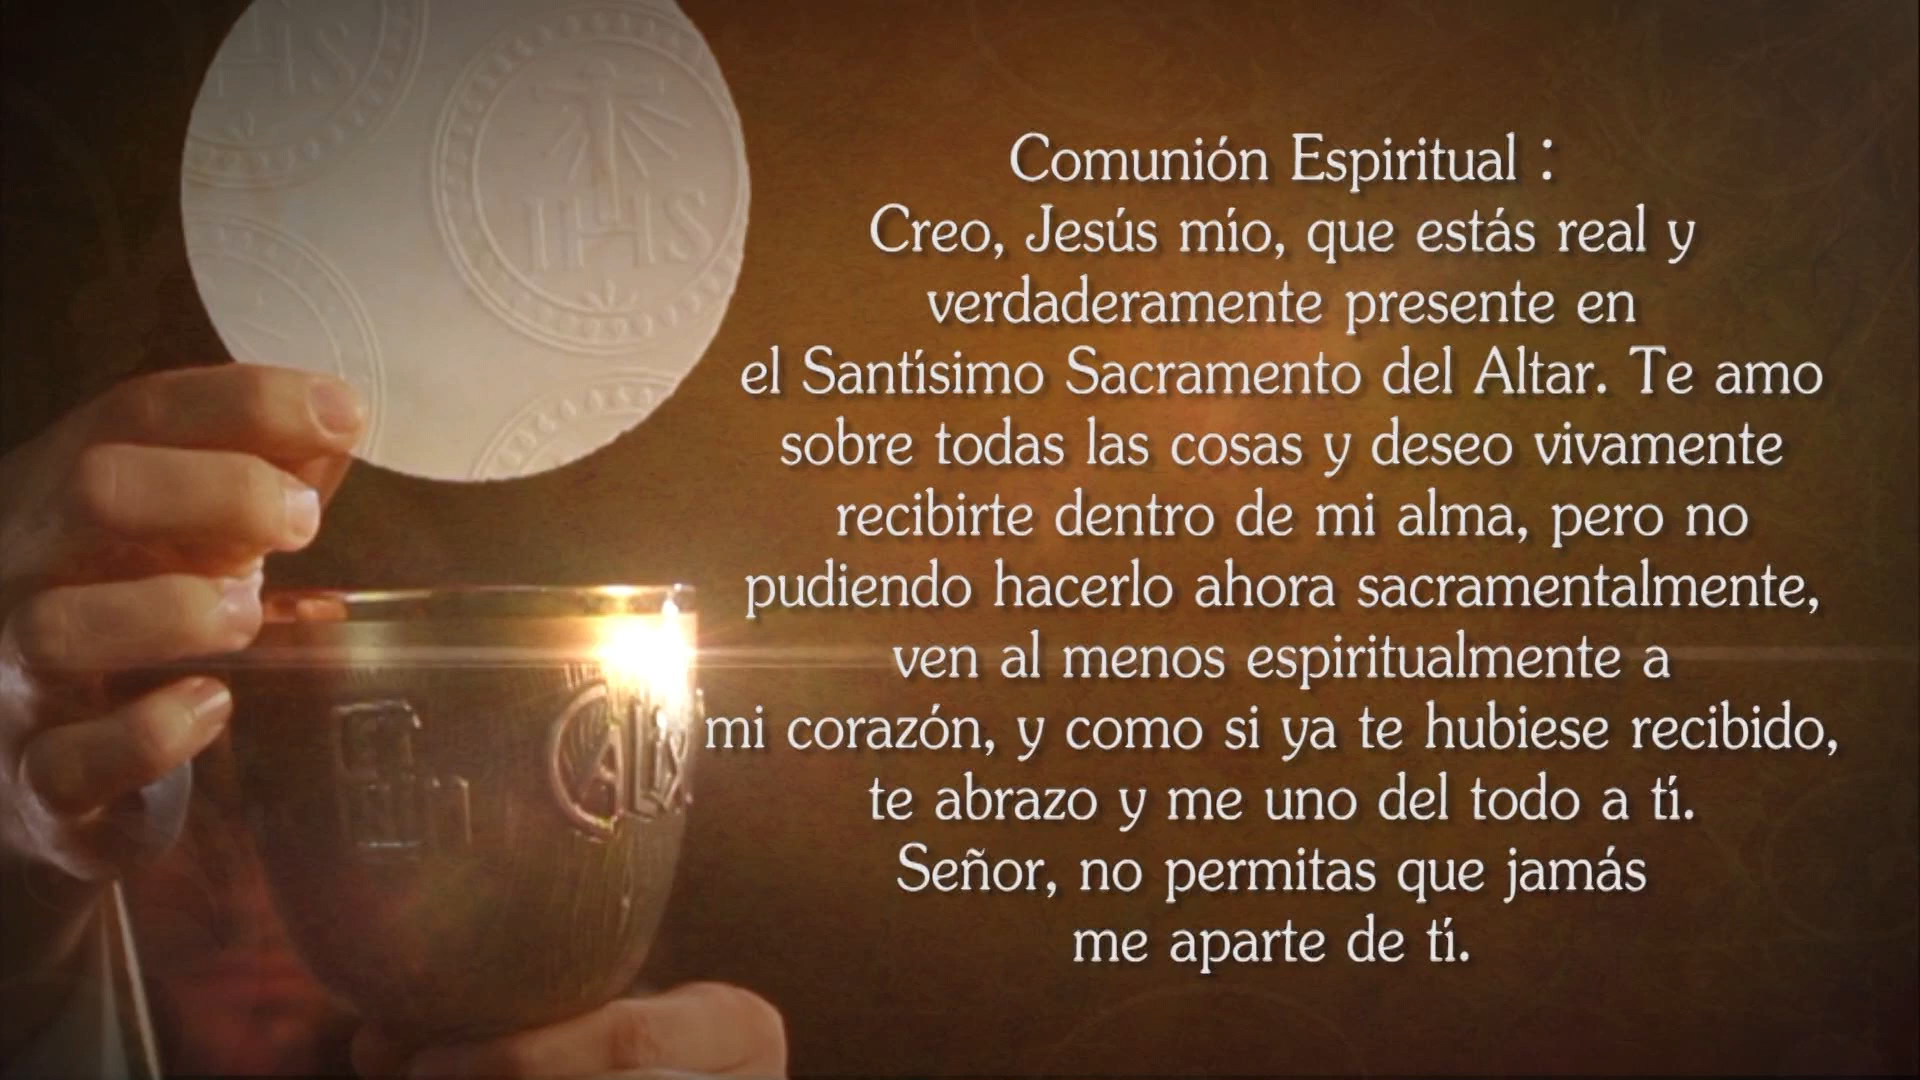 IHS
IHS
Comunión Espiritual :
Creo, Jesús mío, que estás real y
verdaderamente presente en
el Santísimo Sacramento del Altar. Te amo
sobre todas las cosas y deseo vivamente
recibirte dentro de mi alma, pero no
pudiendo hacerlo ahora sacramentalmente,
ven al menos espiritualmente a
mi corazón, y como si ya te hubiese recibido,
te abrazo y me uno del todo a tí.
Señor, no permitas que jamás
me aparte de tí.
CALiX